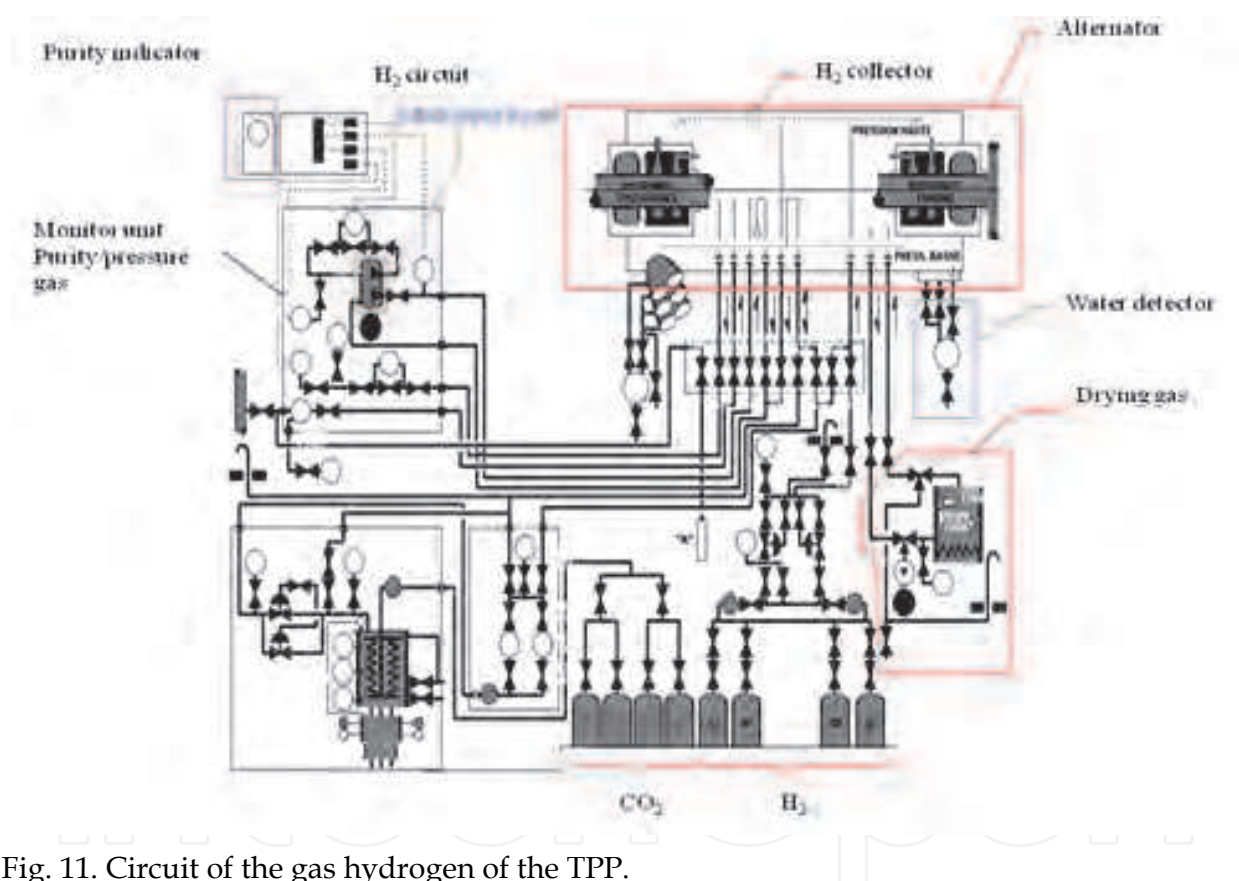 Alternator
Purity indicator
H₂ circuit
H₂ collector
Monitor unit
Purity/pressure
gas
Water detector
Drying gas
CO₂
H₂
Fig. 11. Circuit of the gas hydrogen of the TPP.